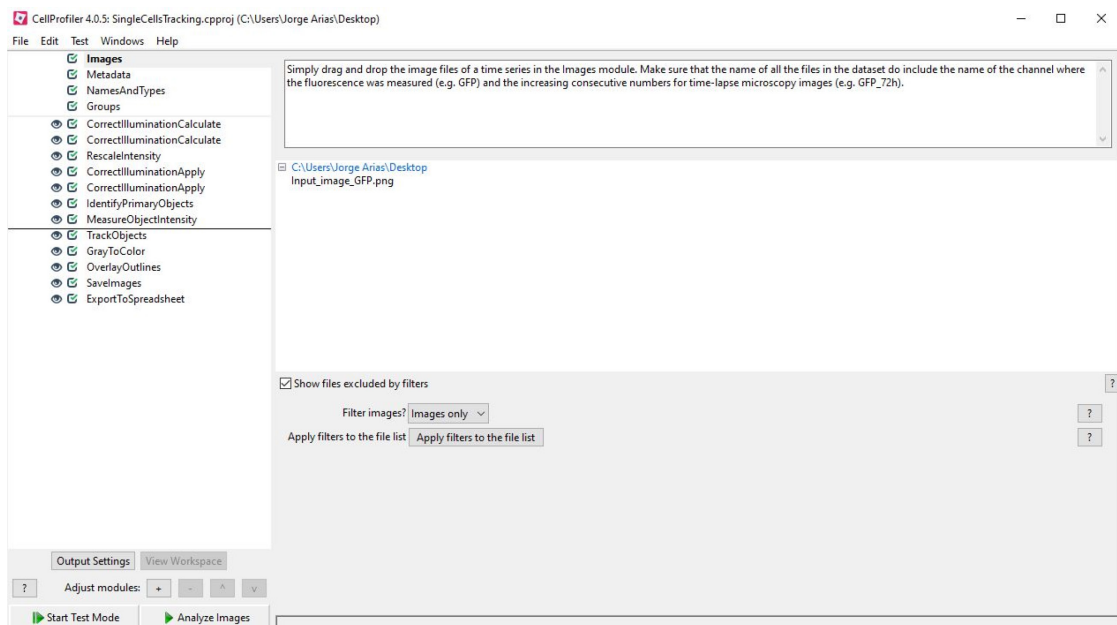 CellProfiler 4.0.5: SingleCellsTracking.cpproj (C:\Users\Jorge Arias\Desktop)
File Edit Test Windows Help
Images
Metadata
NamesAndTypes
Groups
CorrectIlluminationCalculate
CorrectIlluminationCalculate
RescaleIntensity
CorrectIlluminationApply
CorrectIlluminationApply
IdentifyPrimaryObjects
MeasureObjectIntensity
TrackObjects
GrayToColor
OverlayOutlines
SaveImages
ExportToSpreadsheet
Output Settings View Workspace
? Adjust modules: + - ^ v
Start Test Mode Analyze Images
Simply drag and drop the image files of a time series in the Images module. Make sure that the name of all the files in the dataset do include the name of the channel where
the fluorescence was measured (e.g. GFP) and the increasing consecutive numbers for time-lapse microscopy images (e.g. GFP_72h).
C:\Users\Jorge Arias\Desktop
Input_image_GFP.png
Show files excluded by filters ?
Filter images? Images only ?
Apply filters to the file list Apply filters to the file list ?